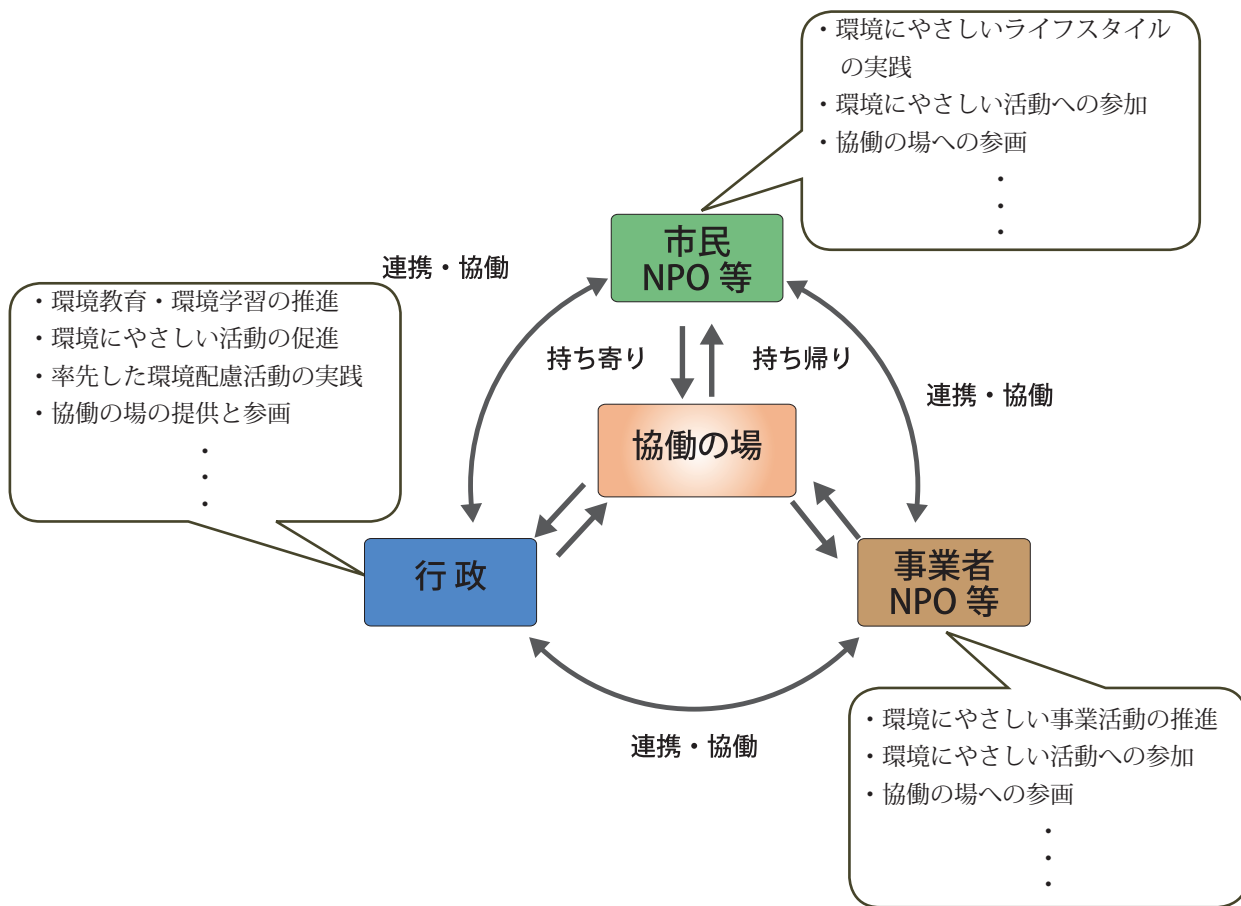 ・環境にやさしいライフスタイル
の実践
・環境にやさしい活動への参加
・協働の場への参画
・
・
・
市民
NPO 等
連携・協働
・環境教育・環境学習の推進
・環境にやさしい活動の促進
・率先した環境配慮活動の実践
・協働の場の提供と参画
・
・
・
持ち寄り
持ち帰り
連携・協働
協働の場
行 政
事業者
NPO 等
連携・協働
・環境にやさしい事業活動の推進
・環境にやさしい活動への参加
・協働の場への参画
・
・
・